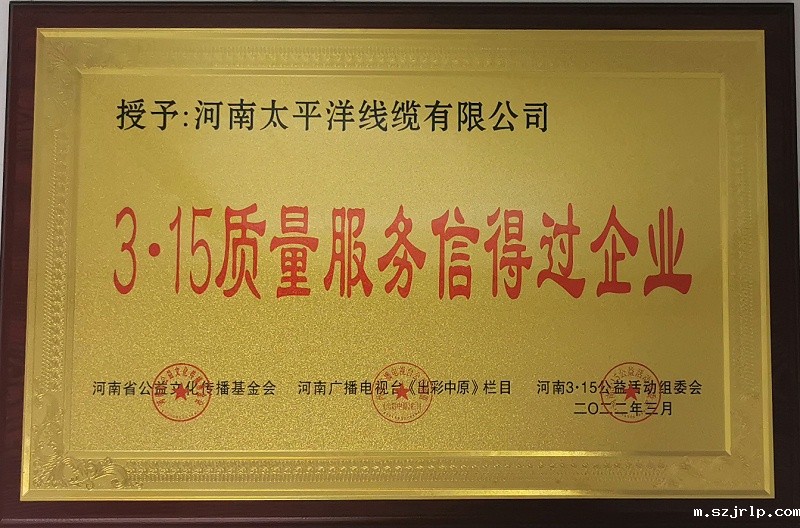 授予:河南太平洋线缆有限公司
3·15质量服务信得过企业
河南省公益文化传播基金会 河南广播电视台《出彩中原》栏目 河南3·15公益活动组委会
二〇二二年三月
m.szjrlp.com